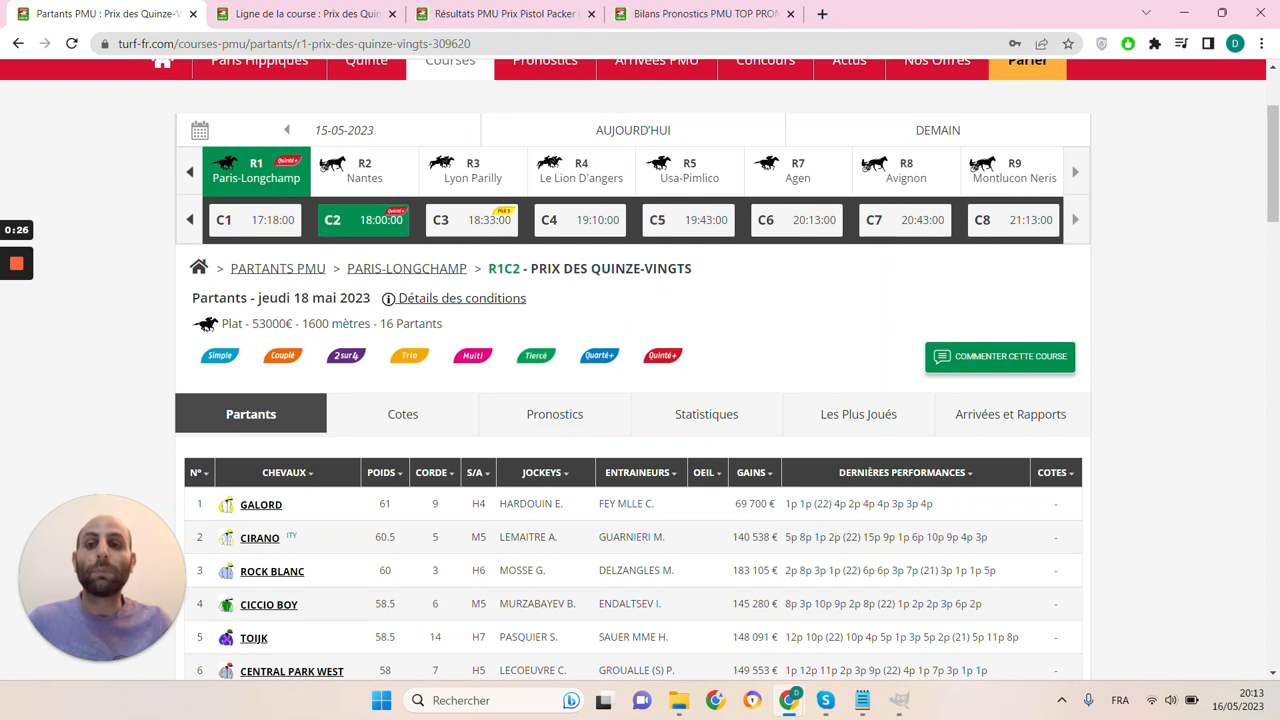 Partants PMU : Prix des Quinze-V
Ligne de la course : Prix des Quin
Résultats PMU Prix Pistol Packer
Bilans Pronostics PMU TOP PRON
turf-fr.com/courses-pmu/partants/r1-prix-des-quinze-vingts-309620
D
Paris Hippiques
Quinté
Courses
Pronostics
Arrivées PMU
Concours
Actus
Nos Offres
Parier
15-05-2023
AUJOURD'HUI
DEMAIN
R1 Quinté+
Paris-Longchamp
R2
Nantes
R3
Lyon Parilly
R4
Le Lion D'angers
R5
Usa-Pimlico
R7
Agen
R8
Avignon
R9
Montlucon Neris
C1 17:18:00
C2 18:00:00 Quinté+
C3 18:33:00 Pick 5
C4 19:10:00
C5 19:43:00
C6 20:13:00
C7 20:43:00
C8 21:13:00
0:26
> PARTANTS PMU > PARIS-LONGCHAMP > R1C2 - PRIX DES QUINZE-VINGTS
Partants - jeudi 18 mai 2023 Détails des conditions
Plat - 53000€ - 1600 mètres - 16 Partants
Simple Couplé 2sur4 Trio Multi Tiercé Quarté+ Quinté+
COMMENTER CETTE COURSE
Partants Cotes Pronostics Statistiques Les Plus Joués Arrivées et Rapports
N° CHEVAUX POIDS CORDE S/A JOCKEYS ENTRAINEURS OEIL GAINS DERNIÈRES PERFORMANCES COTES
1 GALORD 61 9 H4 HARDOUIN E. FEY MLLE C. 69 700 € 1p 1p (22) 4p 2p 4p 4p 3p 3p 4p -
2 CIRANO ITY 60.5 5 M5 LEMAITRE A. GUARNIERI M. 140 538 € 5p 8p 1p 2p (22) 15p 9p 1p 6p 10p 9p 4p 3p -
3 ROCK BLANC 60 3 H6 MOSSE G. DELZANGLES M. 183 105 € 2p 8p 3p 1p (22) 6p 6p 3p 7p (21) 3p 1p 1p 5p -
4 CICCIO BOY 58.5 6 M5 MURZABAYEV B. ENDALTSEV I. 145 280 € 8p 3p 10p 9p 2p 8p (22) 1p 2p 2p 3p 6p 2p -
5 TOIJK 58.5 14 H7 PASQUIER S. SAUER MME H. 148 091 € 12p 10p (22) 10p 4p 5p 1p 3p 5p 2p (21) 5p 11p 8p -
6 CENTRAL PARK WEST 58 7 H5 LECOEUVRE C. GROUALLE (S) P. 149 553 € 1p 12p 11p 2p 3p 9p (22) 4p 1p 7p 3p 1p 1p -
Rechercher
FRA
20:13
16/05/2023